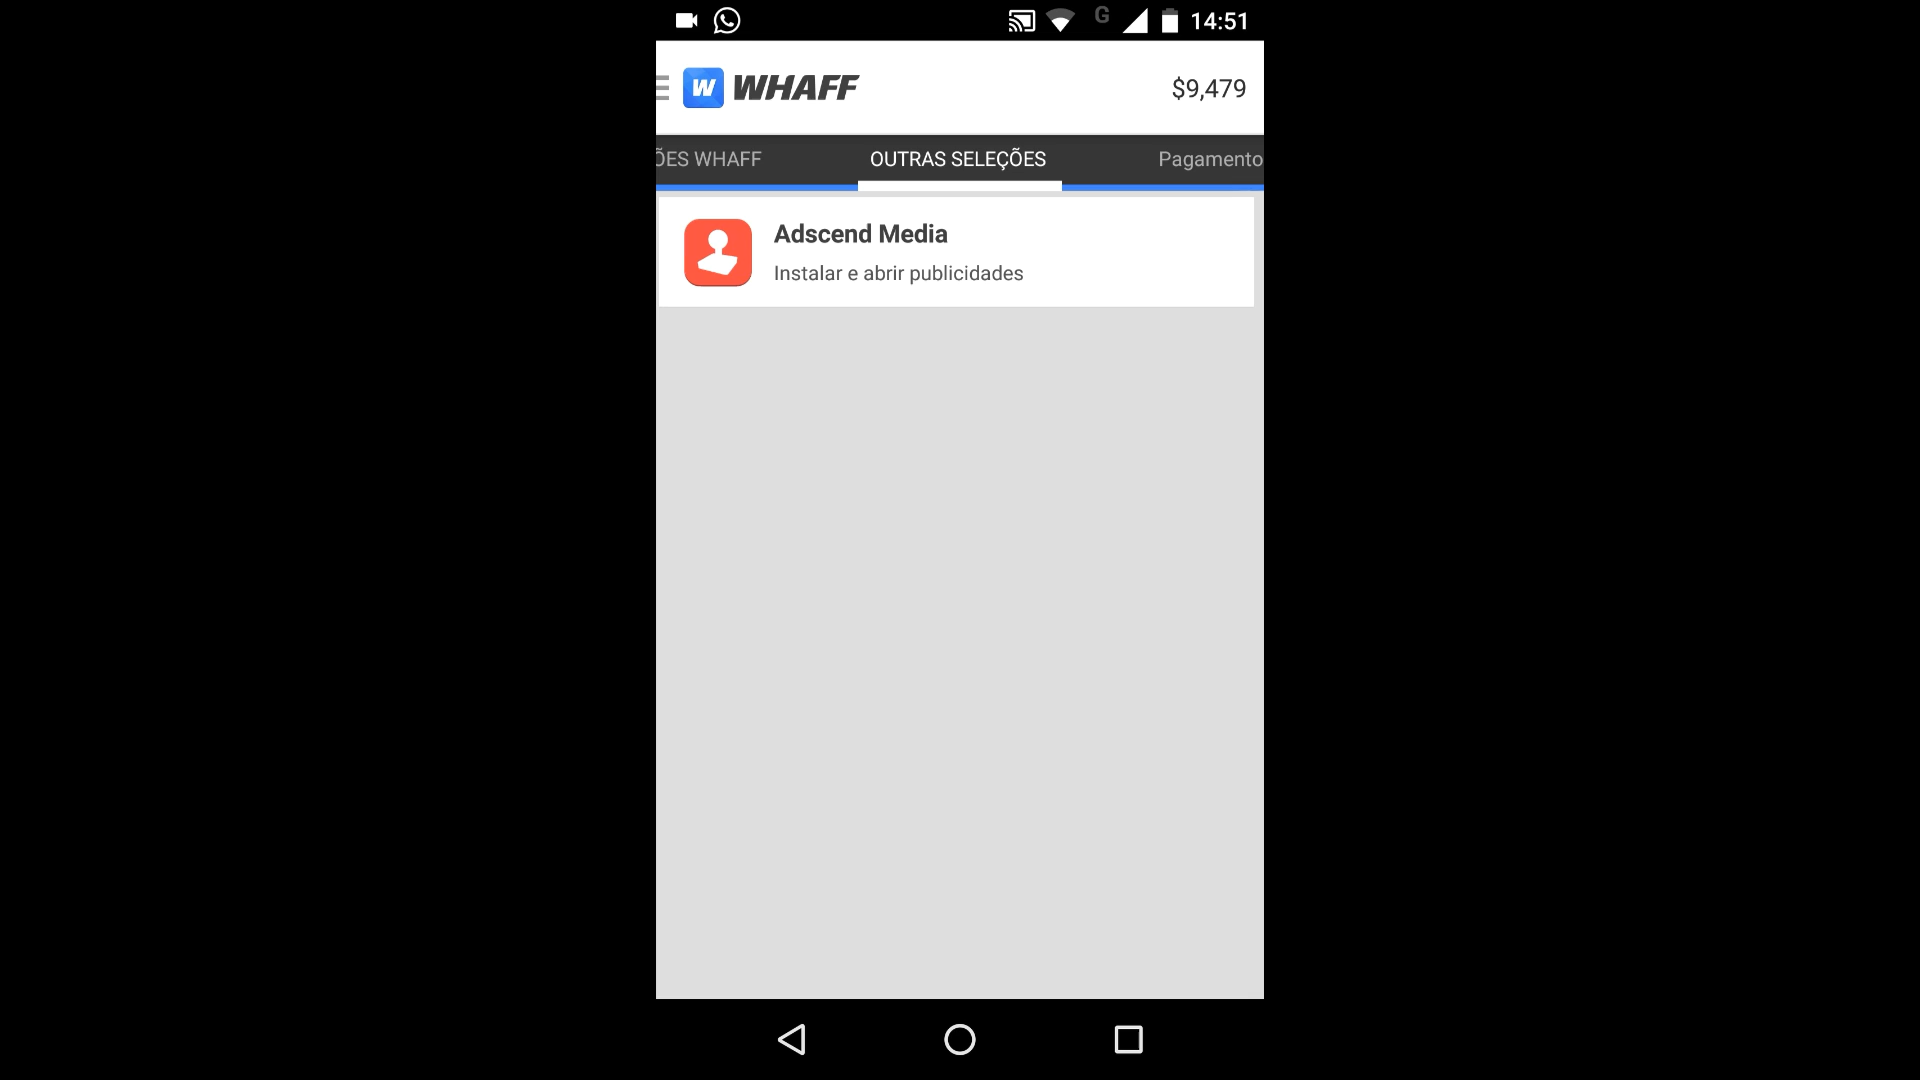 G 14:51
W WHAFF $9,479
ÕES WHAFF OUTRAS SELEÇÕES Pagamento
Adscend Media
Instalar e abrir publicidades